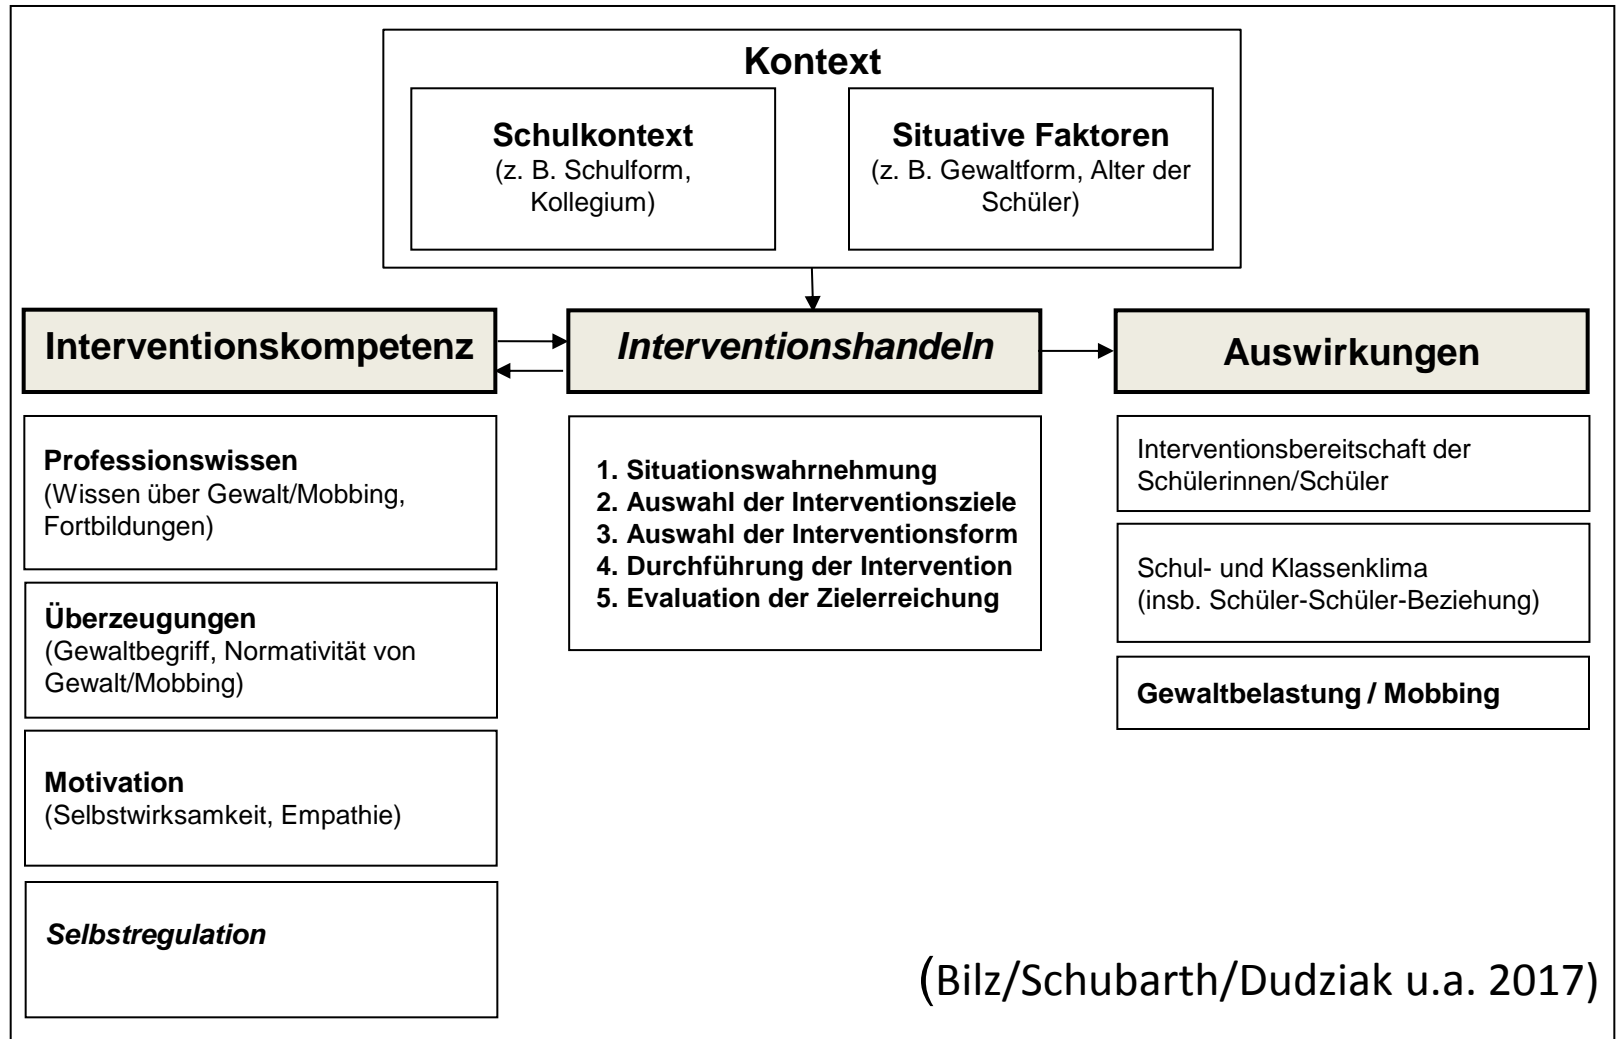 Kontext
Schulkontext
(z. B. Schulform,
Kollegium)
Situative Faktoren
(z. B. Gewaltform, Alter der
Schüler)
Interventionskompetenz
Professionswissen
(Wissen über Gewalt/Mobbing,
Fortbildungen)
Überzeugungen
(Gewaltbegriff, Normativität von
Gewalt/Mobbing)
Motivation
(Selbstwirksamkeit, Empathie)
Selbstregulation
Interventionshandeln
1. Situationswahrnehmung
2. Auswahl der Interventionsziele
3. Auswahl der Interventionsform
4. Durchführung der Intervention
5. Evaluation der Zielerreichung
Auswirkungen
Interventionsbereitschaft der
Schülerinnen/Schüler
Schul- und Klassenklima
(insb. Schüler-Schüler-Beziehung)
Gewaltbelastung / Mobbing
(Bilz/Schubarth/Dudziak u.a. 2017)